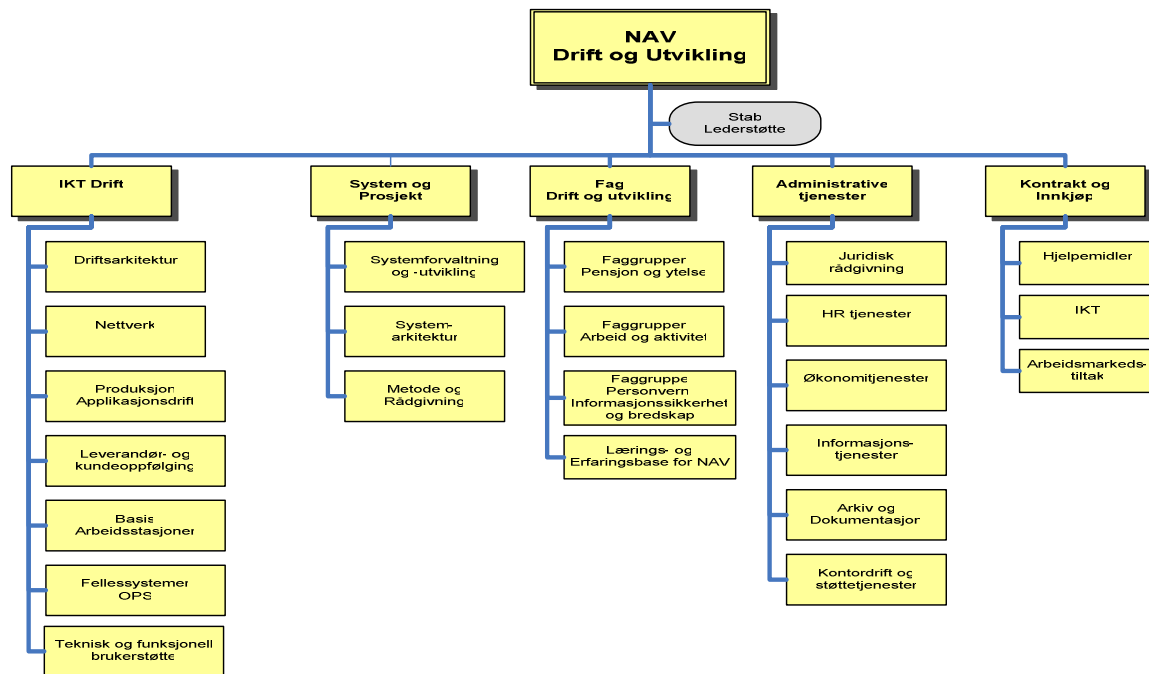 NAV
Drift og Utvikling
Stab
Lederstøtte
IKT Drift
System og
Prosjekt
Fag
Drift og utvikling
Administrative
tjenester
Kontrakt og
Innkjøp
Driftsarkitektur
Nettverk
Produksjon
Applikasjonsdrift
Leverandør- og
kundeoppfølging
Basis
Arbeidsstasjoner
Fellessystemer
OPS
Teknisk og funksjonell
brukerstøtte
Systemforvaltning
og -utvikling
System-
arkitektur
Metode og
Rådgivning
Faggrupper
Pensjon og ytelse
Faggrupper
Arbeid og aktivitet
Faggruppe
Personvern
Informasjonssikkerhet
og bredskap
Lærings- og
Erfaringsbase for NAV
Juridisk
rådgivning
HR tjenester
Økonomitjenester
Informasjons-
tjenester
Arkiv og
Dokumentasjon
Kontordrift og
støttetjenester
Hjelpemidler
IKT
Arbeidsmarkeds-
tiltak